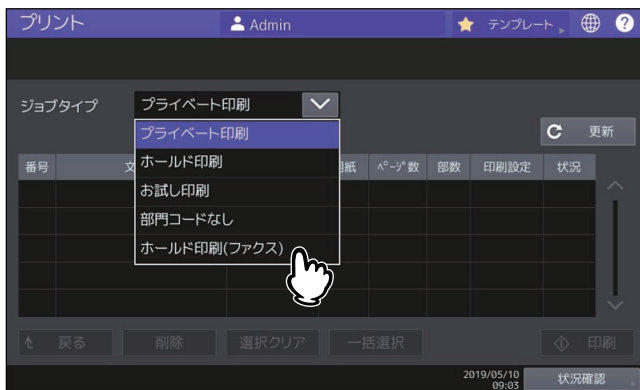 プリント Admin テンプレート ?
ジョブタイプ プライベート印刷
プライベート印刷
ホールド印刷
お試し印刷
部門コードなし
ホールド印刷(ファクス)
更新
番号 文 紙 ﾍﾟｰｼﾞ数 部数 印刷設定 状況
戻る 削除 選択クリア 一括選択 印刷
2019/05/10
09:03
状況確認